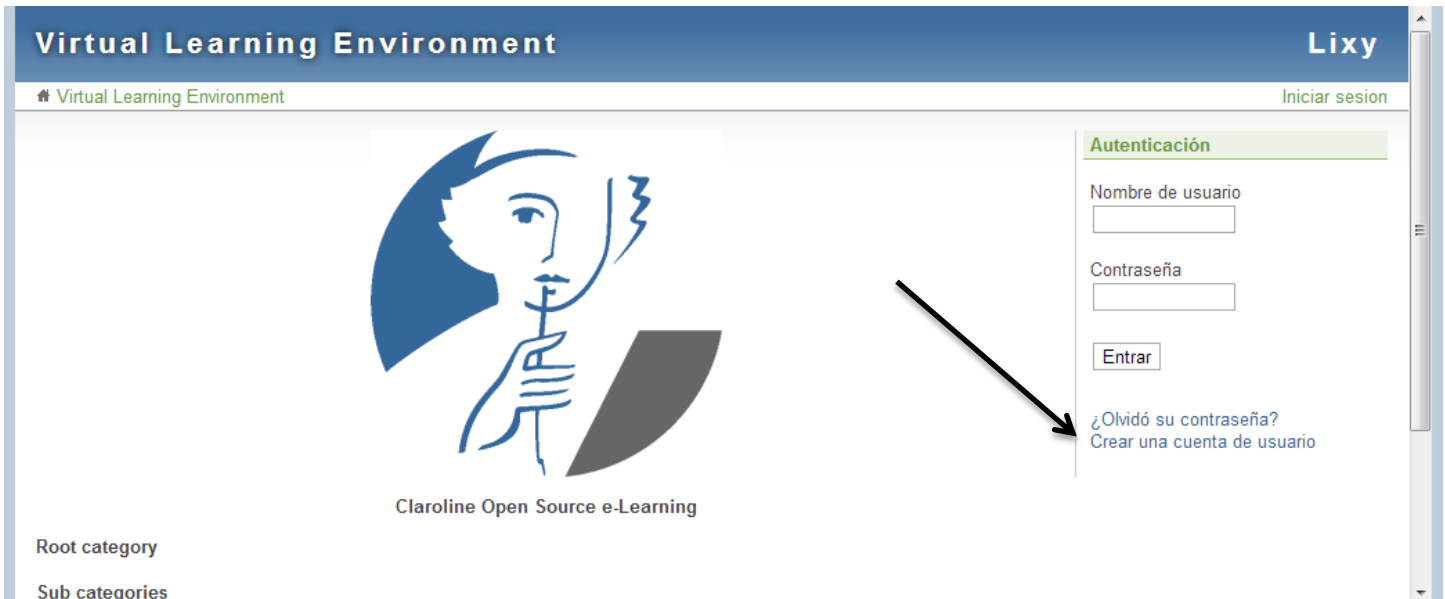 Virtual Learning Environment
Lixy
Virtual Learning Environment
Iniciar sesion
Autenticación
Nombre de usuario
Contraseña
Entrar
¿Olvidó su contraseña?
Crear una cuenta de usuario
Claroline Open Source e-Learning
Root category
Sub categories